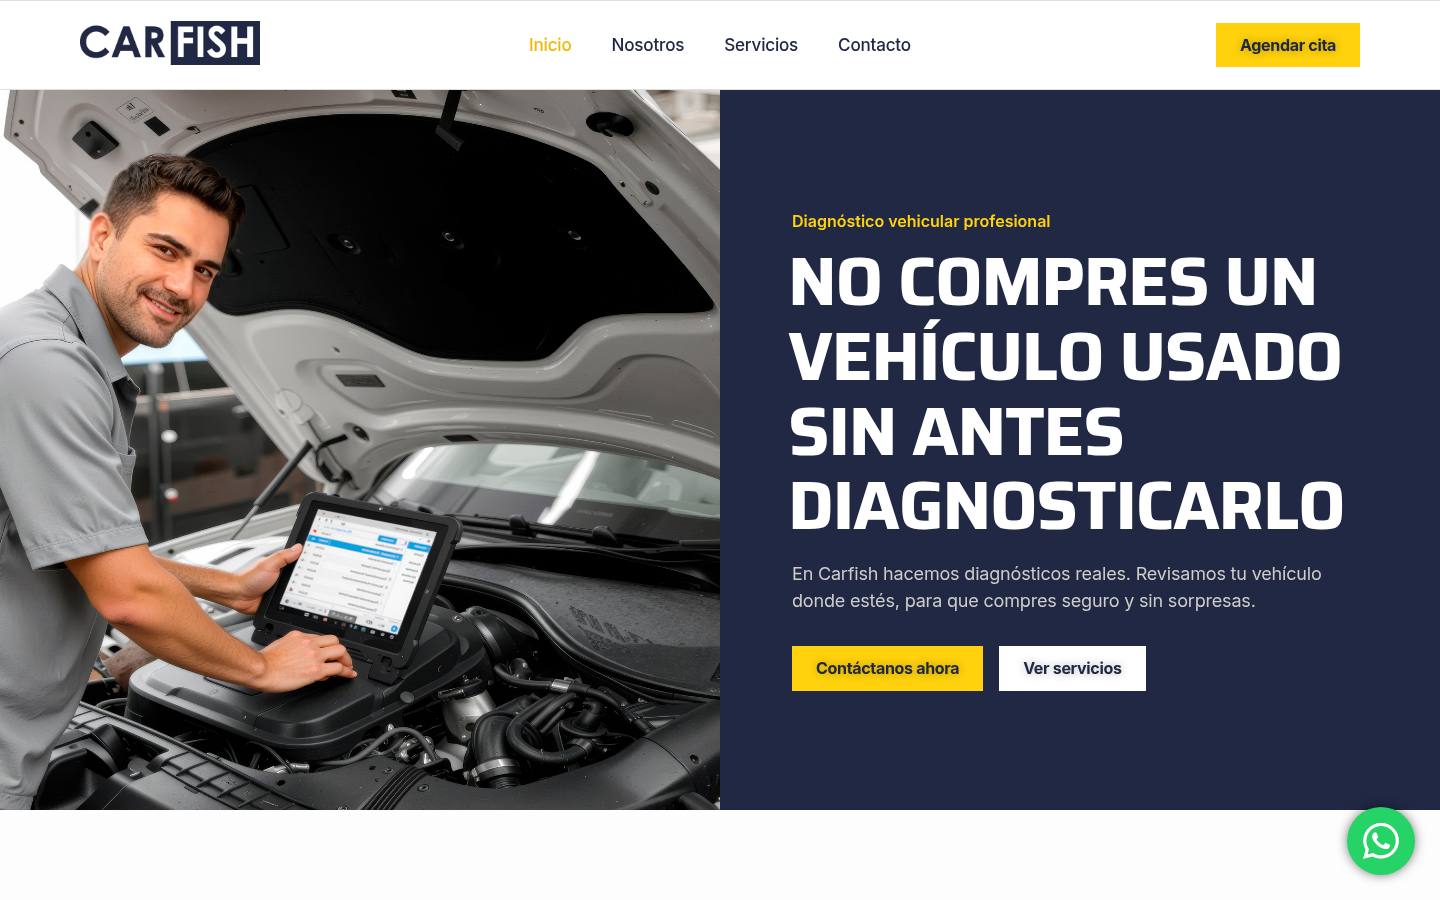 CARFISH
Inicio
Nosotros
Servicios
Contacto
Agendar cita
Diagnóstico vehicular profesional
NO COMPRES UN
VEHÍCULO USADO
SIN ANTES
DIAGNOSTICARLO
En Carfish hacemos diagnósticos reales. Revisamos tu vehículo
donde estés, para que compres seguro y sin sorpresas.
Contáctanos ahora
Ver servicios